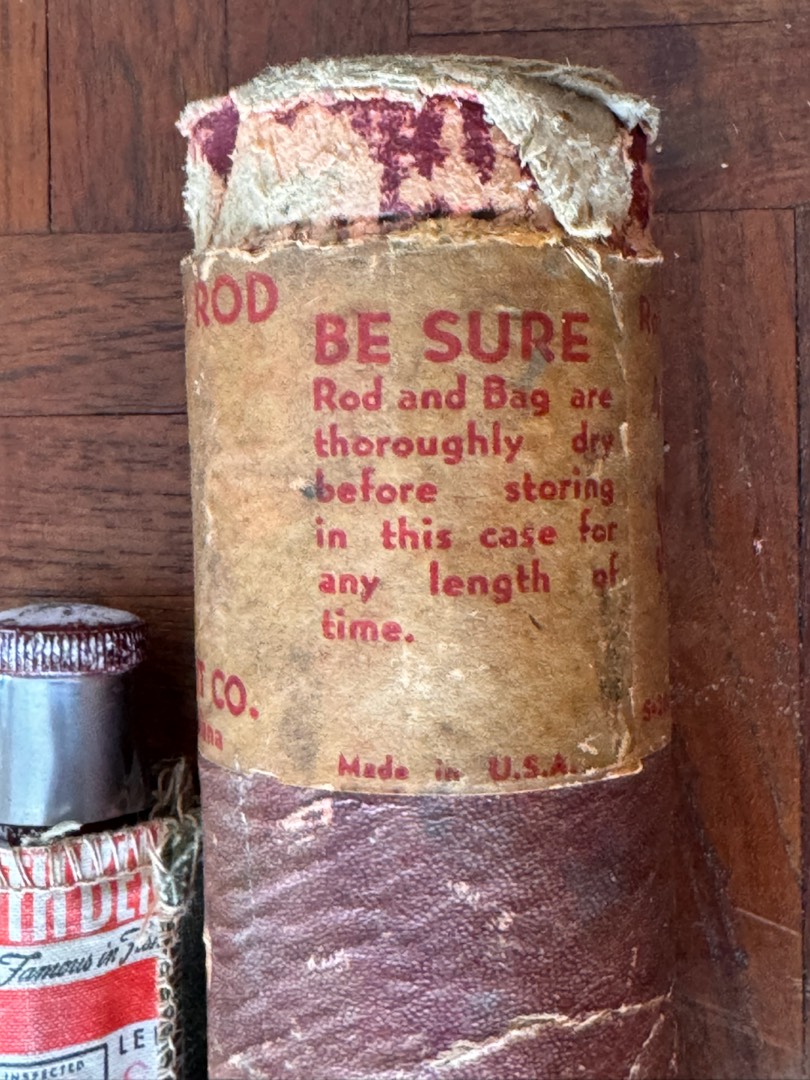 ROD
BE SURE
Rod and Bag are
thoroughly dry
before storing
in this case for
any length of
time.
CO.
Made in U.S.A.
Famous in
INSPECTED